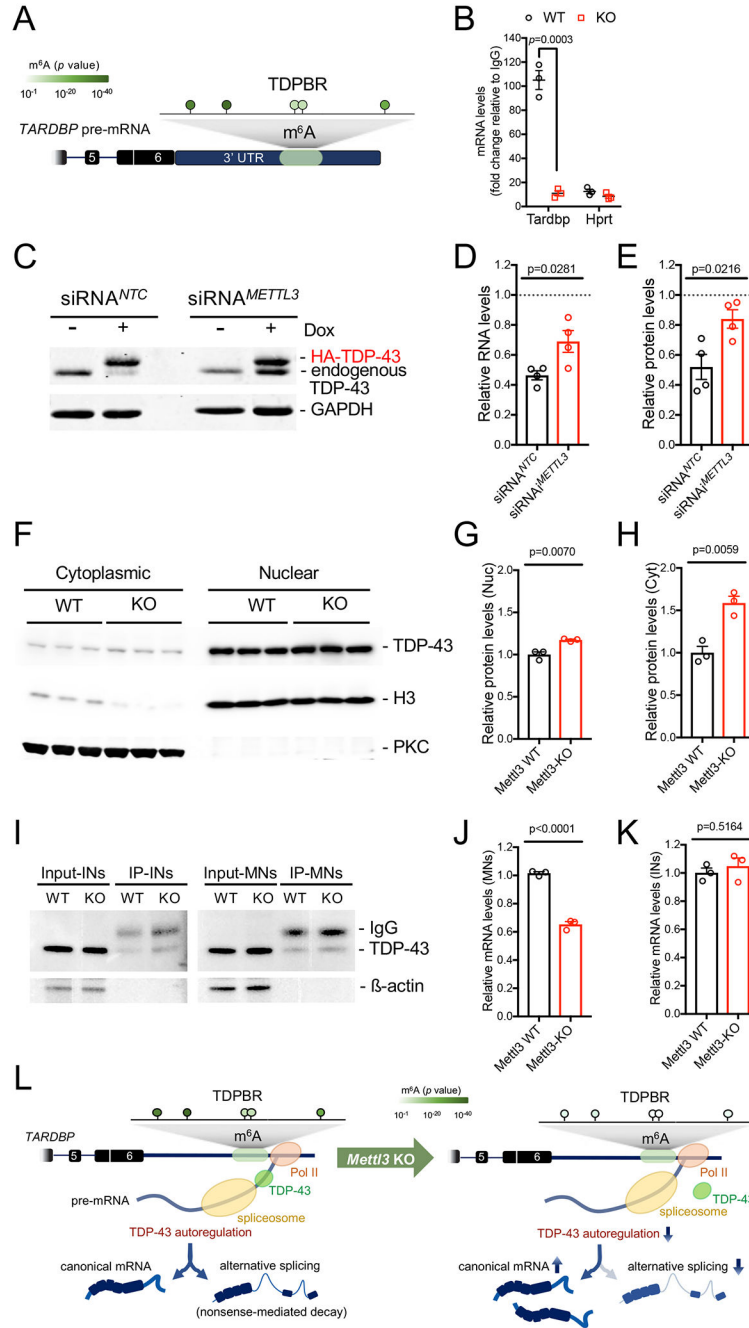 A
m⁶A (p value)
10⁻¹ 10⁻²⁰ 10⁻⁴⁰
TDPBR
TARDBP pre-mRNA
m⁶A
5 6 3' UTR
B
WT KO
p=0.0003
mRNA levels
(fold change relative to IgG)
120
100
80
60
40
20
0
Tardbp Hprt
C
siRNA^NTC siRNA^METTL3
- + - + Dox
- HA-TDP-43
- endogenous
TDP-43
- GAPDH
D
p=0.0281
Relative RNA levels
1.2
1.0
0.8
0.6
0.4
0.2
0
siRNA^NTC
siRNAi^METTL3
E
p=0.0216
Relative protein levels
1.2
1.0
0.8
0.6
0.4
0.2
0
siRNA^NTC
siRNAi^METTL3
F
Cytoplasmic Nuclear
WT KO WT KO
- TDP-43
- H3
- PKC
G
p=0.0070
Relative protein levels (Nuc)
2.0
1.5
1.0
0.5
0
Mettl3 WT
Mettl3-KO
H
p=0.0059
Relative protein levels (Cyt)
2.0
1.5
1.0
0.5
0
Mettl3 WT
Mettl3-KO
I
Input-INs IP-INs Input-MNs IP-MNs
WT KO WT KO WT KO WT KO
- IgG
- TDP-43
- ß-actin
J
p<0.0001
Relative mRNA levels (MNs)
1.2
1.0
0.8
0.6
0.4
0.2
0
Mettl3 WT
Mettl3-KO
K
p=0.5164
Relative mRNA levels (INs)
1.2
1.0
0.8
0.6
0.4
0.2
0
Mettl3 WT
Mettl3-KO
L
TDPBR
TARDBP
m⁶A
5 6
Pol II
TDP-43
pre-mRNA
spliceosome
TDP-43 autoregulation
canonical mRNA alternative splicing
(nonsense-mediated decay)
m⁶A (p value)
10⁻¹ 10⁻²⁰ 10⁻⁴⁰
Mettl3 KO
TDPBR
m⁶A
5 6
Pol II
TDP-43
spliceosome
TDP-43 autoregulation
canonical mRNA alternative splicing